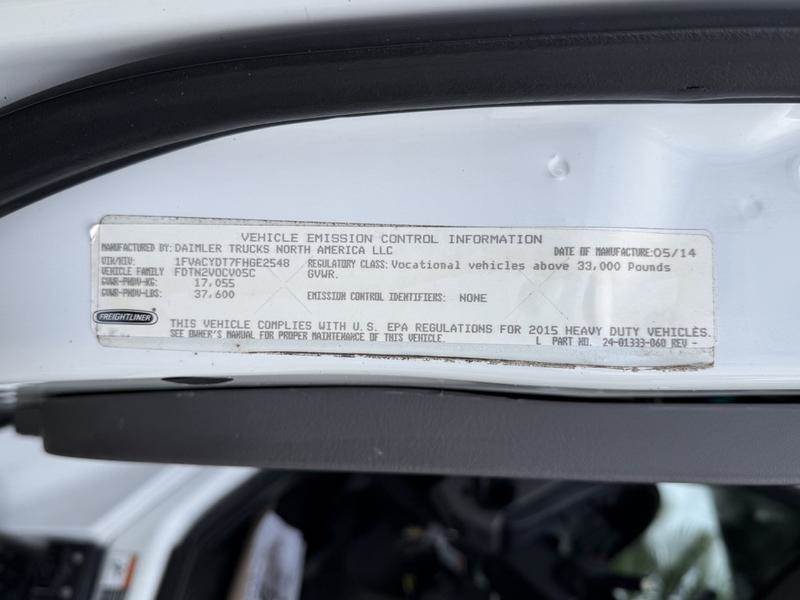 VEHICLE EMISSION CONTROL INFORMATION
MANUFACTURED BY: DAIMLER TRUCKS NORTH AMERICA LLC DATE OF MANUFACTURE: 05/14
VIN/NIV: 1FVACYDT7FHGE2548 REGULATORY CLASS: Vocational vehicles above 33,000 Pounds
VEHICLE FAMILY FDTN2VOCV05C GVWR.
GVWR-PNBV-KG: 17,055
GVWR-PNBV-LBS: 37,600 EMISSION CONTROL IDENTIFIERS: NONE
FREIGHTLINER
THIS VEHICLE COMPLIES WITH U.S. EPA REGULATIONS FOR 2015 HEAVY DUTY VEHICLES.
SEE OWNER'S MANUAL FOR PROPER MAINTENANCE OF THIS VEHICLE. L PART NO. 24-01333-060 REV -